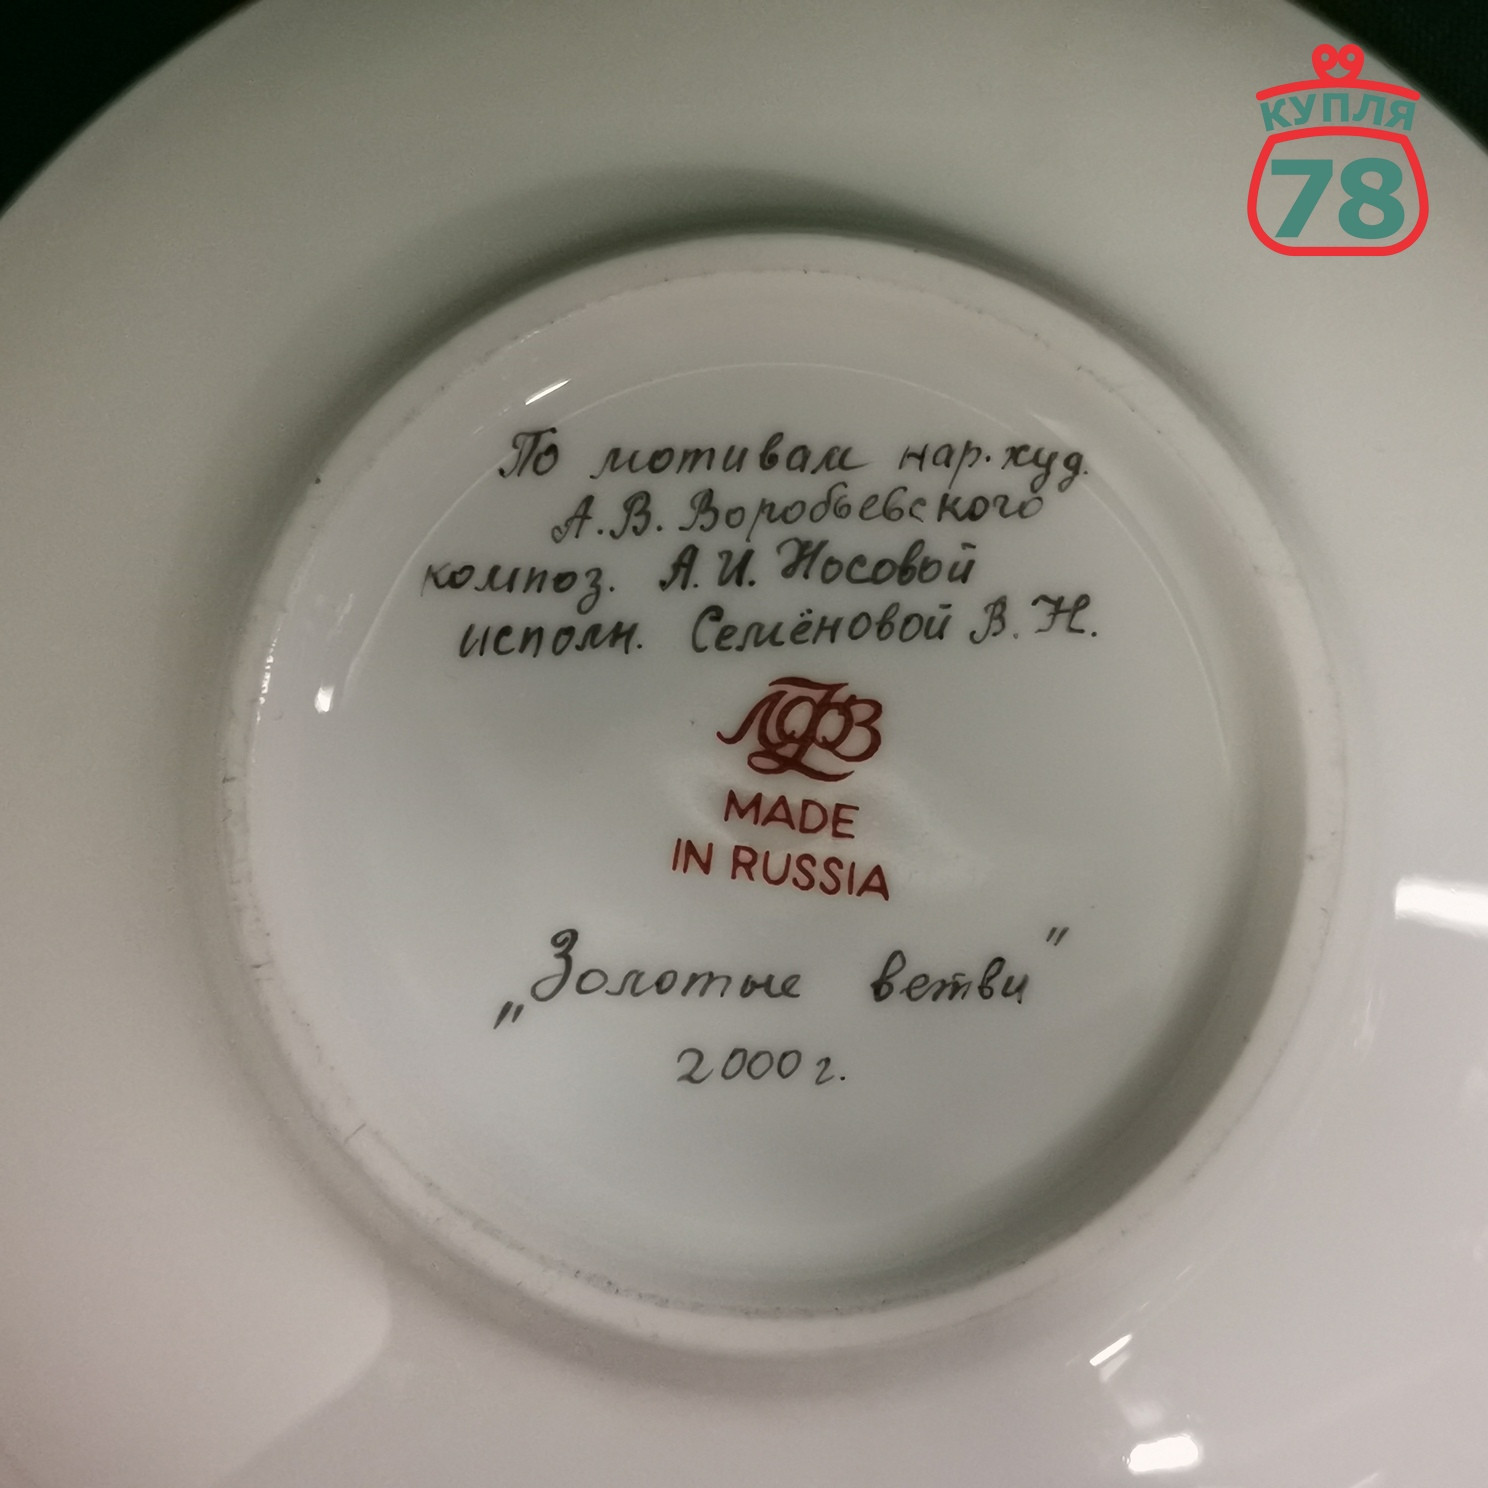 КУПЛЯ
78
По мотивам нар. худ.
А. В. Воробьевского
композ. А. И. Носовой
исполн. Семёновой В. Н.
ЛФЗ
MADE
IN RUSSIA
„Золотые ветви"
2000 г.